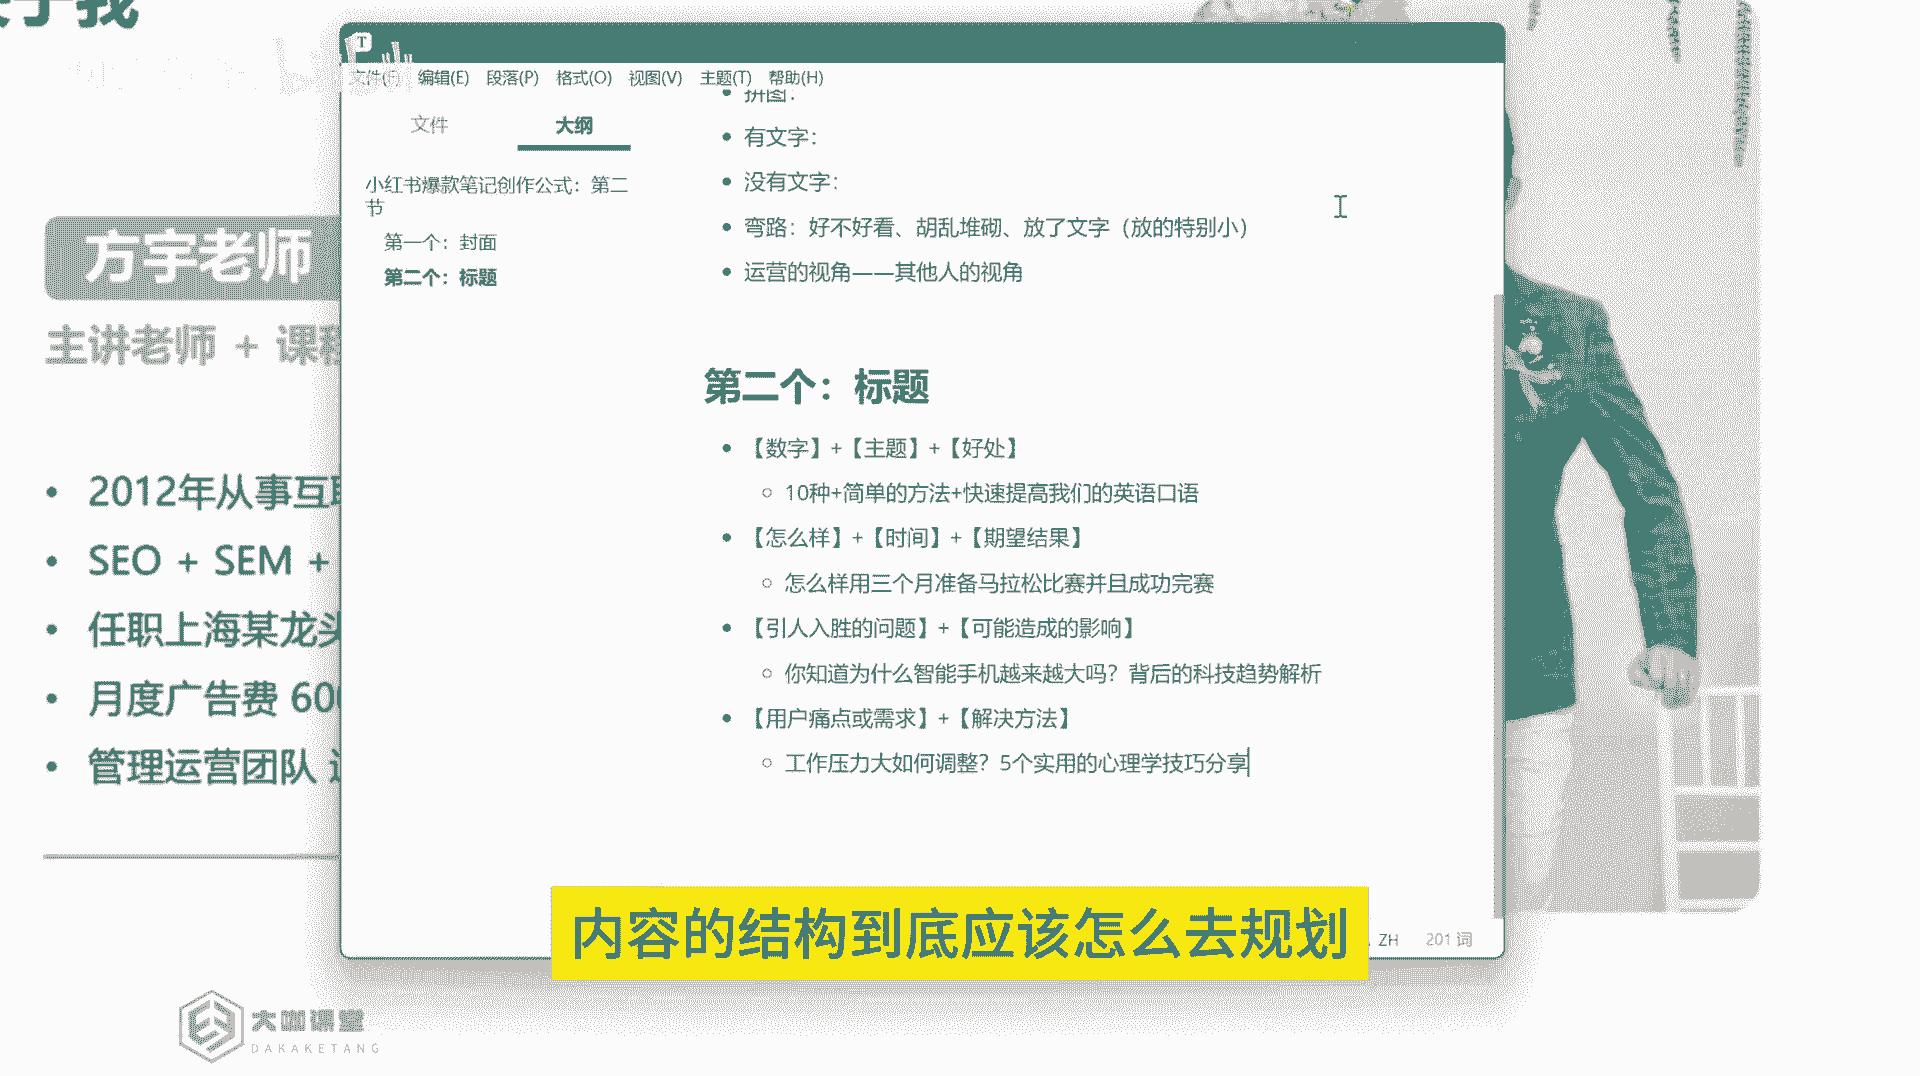 于我
方宇老师
主讲老师 + 课程
2012年从事互
SEO + SEM +
任职上海某龙头
月度广告费 600
管理运营团队
大咖课堂
DAKAKETANG
T
文件(F) 编辑(E) 段落(P) 格式(O) 视图(V) 主题(T) 帮助(H)
文件 大纲
小红书爆款笔记创作公式：第二
节
第一个：封面
第二个：标题
拼图：
有文字：
没有文字：
弯路：好不好看、胡乱堆砌、放了文字（放的特别小）
运营的视角——其他人的视角
第二个：标题
【数字】+【主题】+【好处】
10种+简单的方法+快速提高我们的英语口语
【怎么样】+【时间】+【期望结果】
怎么样用三个月准备马拉松比赛并且成功完赛
【引人入胜的问题】+【可能造成的影响】
你知道为什么智能手机越来越大吗？背后的科技趋势解析
【用户痛点或需求】+【解决方法】
工作压力大如何调整？5个实用的心理学技巧分享
ZH 201 词
内容的结构到底应该怎么去规划